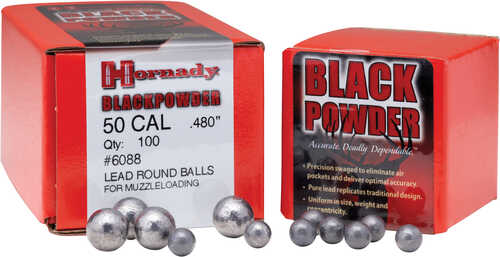 Hornady
BLACKPOWDER
50 CAL .480"
Qty: 100
#6088
LEAD ROUND BALLS
FOR MUZZLELOADING
BLACK
POWDER
Accurate. Deadly. Dependable.
Precision swaged to eliminate air
pockets and deliver optimal accuracy.
Pure lead replicates traditional design.
Uniform in size, weight and
concentricity.